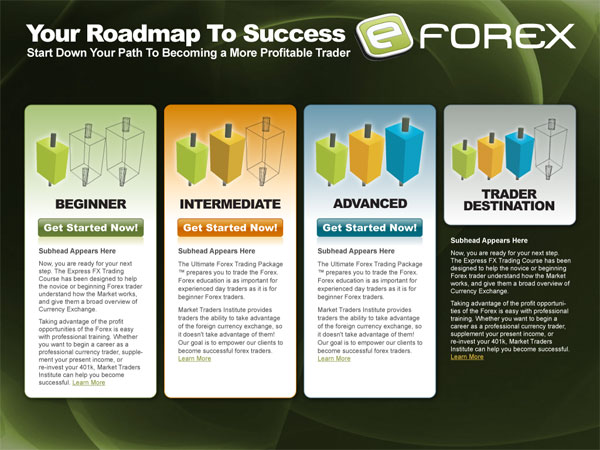 Your Roadmap To Success
Start Down Your Path To Becoming a More Profitable Trader
e FOREX
BEGINNER
Get Started Now!
Subhead Appears Here
Now, you are ready for your next
step. The Express FX Trading
Course has been designed to help
the novice or beginning Forex trader
understand how the Market works,
and give them a broad overview of
Currency Exchange.
Taking advantage of the profit
opportunities of the Forex is easy
with professional training. Whether
you want to begin a career as a
professional currency trader, supple-
ment your present income, or
re-invest your 401k, Market Traders
Institute can help you become
successful. Learn More
INTERMEDIATE
Get Started Now!
Subhead Appears Here
The Ultimate Forex Trading Package
™ prepares you to trade the Forex.
Forex education is as important for
experienced day traders as it is for
beginner Forex traders.
Market Traders Institute provides
traders the ability to take advantage
of the foreign currency exchange, so
it doesn't take advantage of them!
Our goal is to empower our clients to
become successful forex traders.
Learn More
ADVANCED
Get Started Now!
Subhead Appears Here
The Ultimate Forex Trading Package
™ prepares you to trade the Forex.
Forex education is as important for
experienced day traders as it is for
beginner Forex traders.
Market Traders Institute provides
traders the ability to take advantage
of the foreign currency exchange, so
it doesn't take advantage of them!
Our goal is to empower our clients to
become successful forex traders.
Learn More
TRADER
DESTINATION
Subhead Appears Here
Now, you are ready for your next step.
The Express FX Trading Course has been
designed to help the novice or beginning
Forex trader understand how the Market works,
and give them a broad overview of
Currency Exchange.
Taking advantage of the profit opportuni-
ties of the Forex is easy with professional
training. Whether you want to begin a
career as a professional currency trader,
supplement your present income, or
re-invest your 401k, Market Traders
Institute can help you become successful.
Learn More